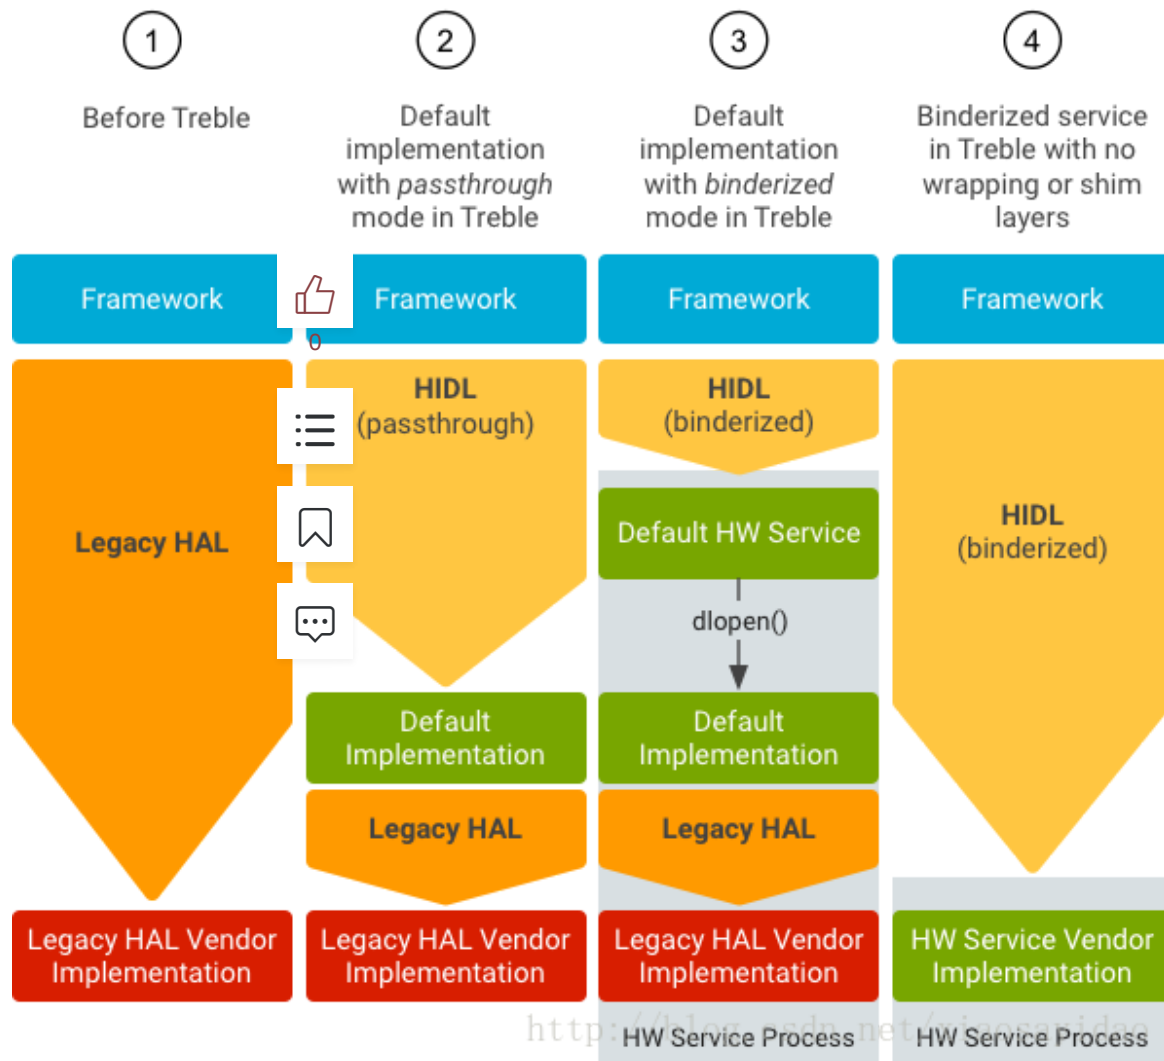 1
Before Treble
Framework
Legacy HAL
Legacy HAL Vendor
Implementation
2
Default
implementation
with passthrough
mode in Treble
Framework
0
HIDL
(passthrough)
Default
Implementation
Legacy HAL
Legacy HAL Vendor
Implementation
3
Default
implementation
with binderized
mode in Treble
Framework
HIDL
(binderized)
Default HW Service
dlopen()
Default
Implementation
Legacy HAL
Legacy HAL Vendor
Implementation
HW Service Process
4
Binderized service
in Treble with no
wrapping or shim
layers
Framework
HIDL
(binderized)
HW Service Vendor
Implementation
HW Service Process